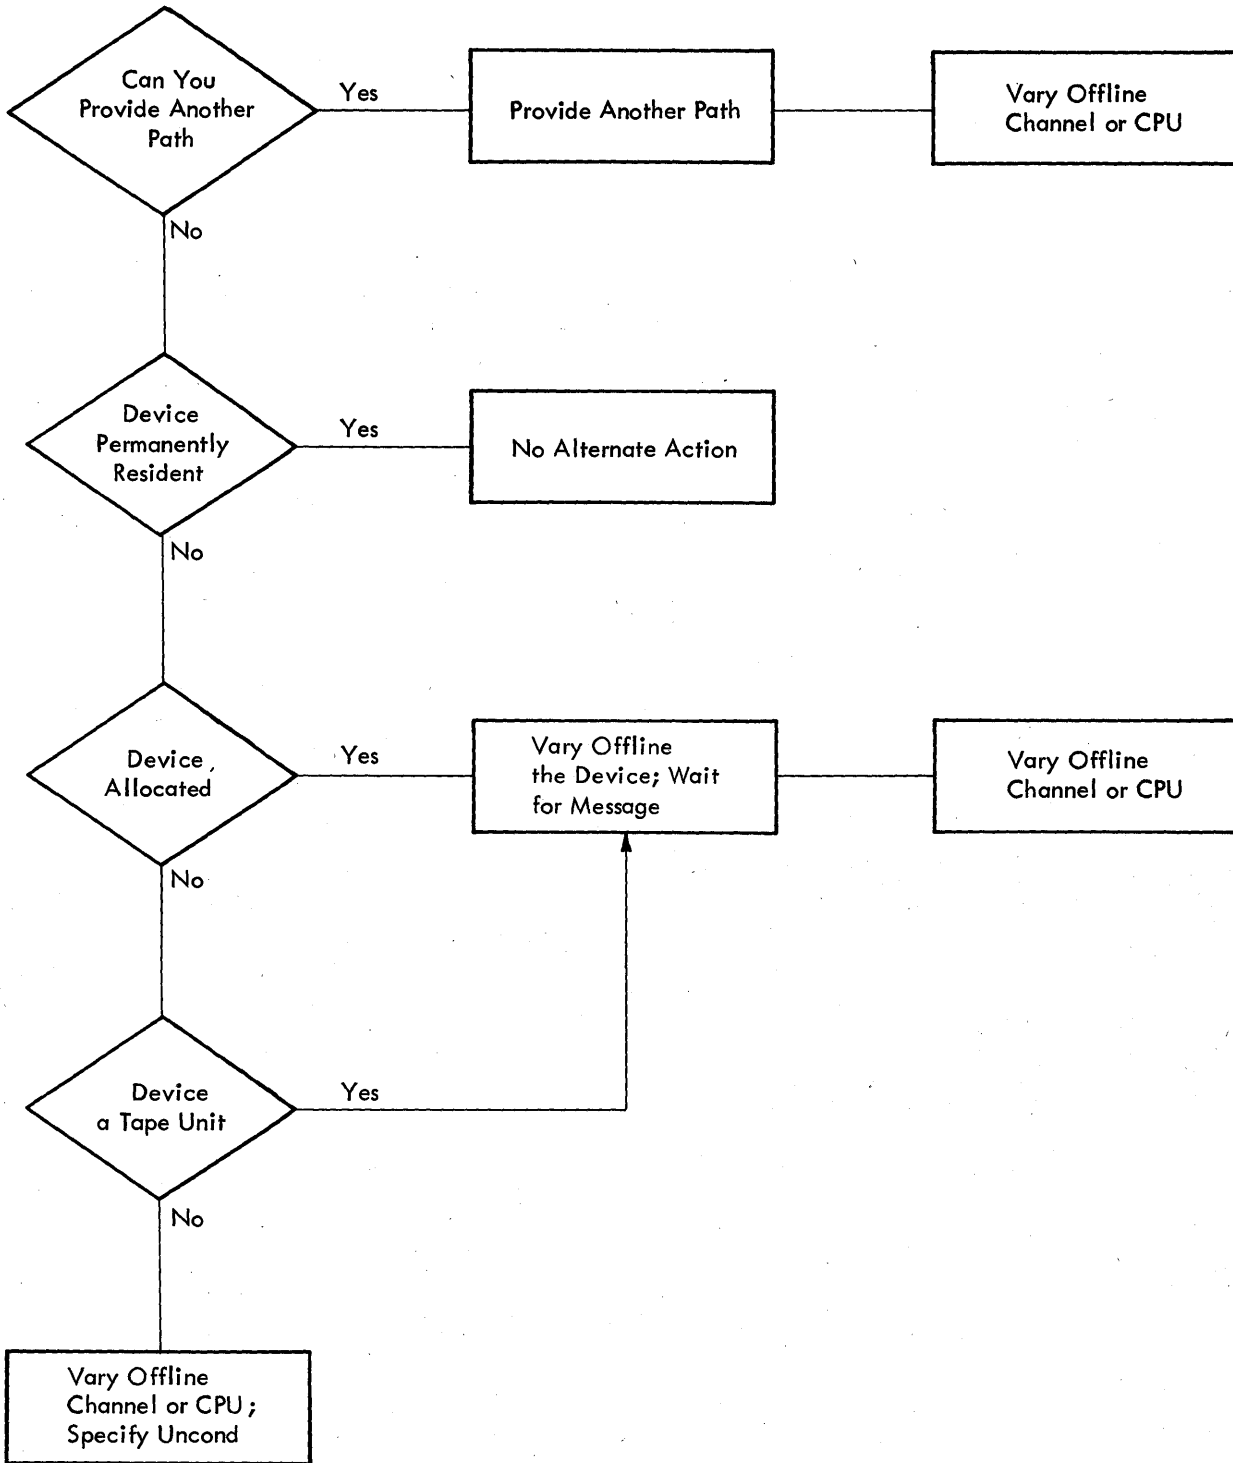 Can You
Provide Another
Path
Yes
Provide Another Path
Vary Offline
Channel or CPU
No
Device
Permanently
Resident
Yes
No Alternate Action
No
Device
Allocated
Yes
Vary Offline
the Device; Wait
for Message
Vary Offline
Channel or CPU
No
Device
a Tape Unit
Yes
No
Vary Offline
Channel or CPU;
Specify Uncond